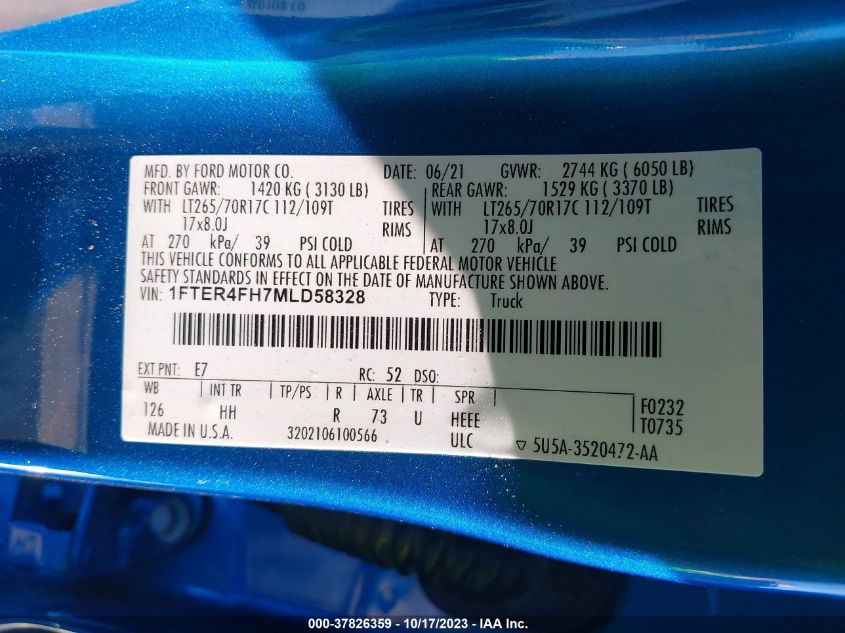 MFD. BY FORD MOTOR CO. DATE: 06/21 GVWR: 2744 KG ( 6050 LB)
FRONT GAWR: 1420 KG ( 3130 LB) REAR GAWR: 1529 KG ( 3370 LB)
WITH LT265/70R17C 112/109T TIRES WITH LT265/70R17C 112/109T TIRES
17x8.0J RIMS 17x8.0J RIMS
AT 270 kPa/ 39 PSI COLD AT 270 kPa/ 39 PSI COLD
THIS VEHICLE CONFORMS TO ALL APPLICABLE FEDERAL MOTOR VEHICLE
SAFETY STANDARDS IN EFFECT ON THE DATE OF MANUFACTURE SHOWN ABOVE.
VIN: 1FTER4FH7MLD58328 TYPE: Truck
EXT PNT: E7 RC: 52 DSO:
WB INT TR TP/PS R AXLE TR SPR
126 HH R 73 U HEEE
F0232
T0735
MADE IN U.S.A. 3202106100566 ULC 5U5A-3520472-AA
000-37826359 - 10/17/2023 - IAA Inc.